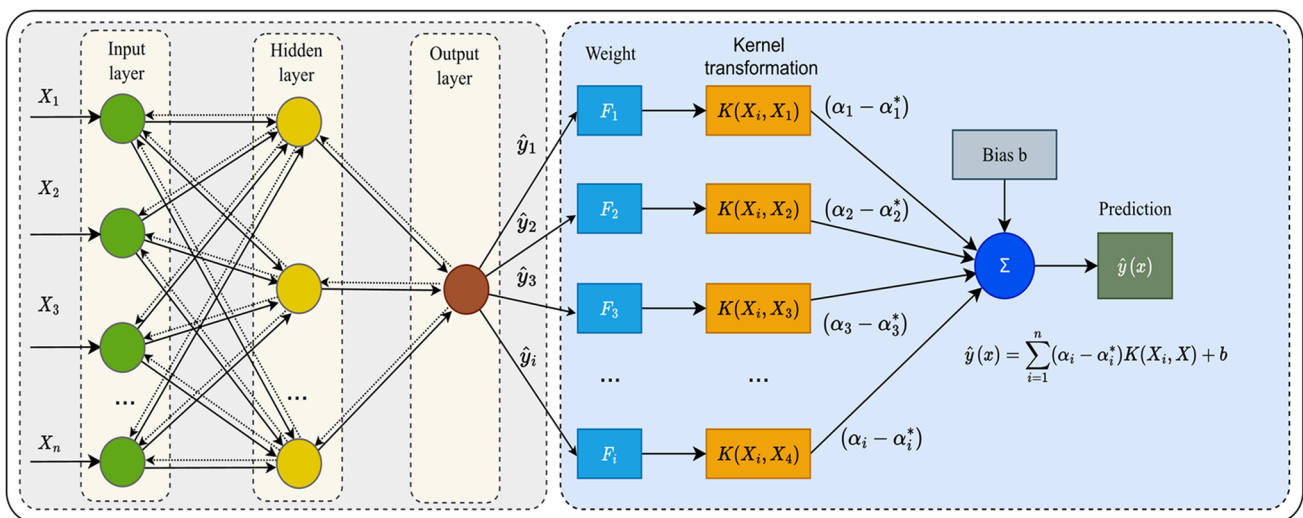 Input
layer
Hidden
layer
Output
layer
X₁
X₂
X₃
...
Xₙ
...
ŷ₁
ŷ₂
ŷ₃
ŷᵢ
Weight
Kernel
transformation
F₁
K(Xᵢ, X₁)
(α₁ − α₁*)
F₂
K(Xᵢ, X₂)
(α₂ − α₂*)
F₃
K(Xᵢ, X₃)
(α₃ − α₃*)
...
...
Fᵢ
K(Xᵢ, X₄)
(αᵢ − αᵢ*)
Bias b
Σ
Prediction
ŷ(x)
ŷ(x) = ∑ᵢ₌₁ⁿ (αᵢ − αᵢ*)K(Xᵢ, X) + b